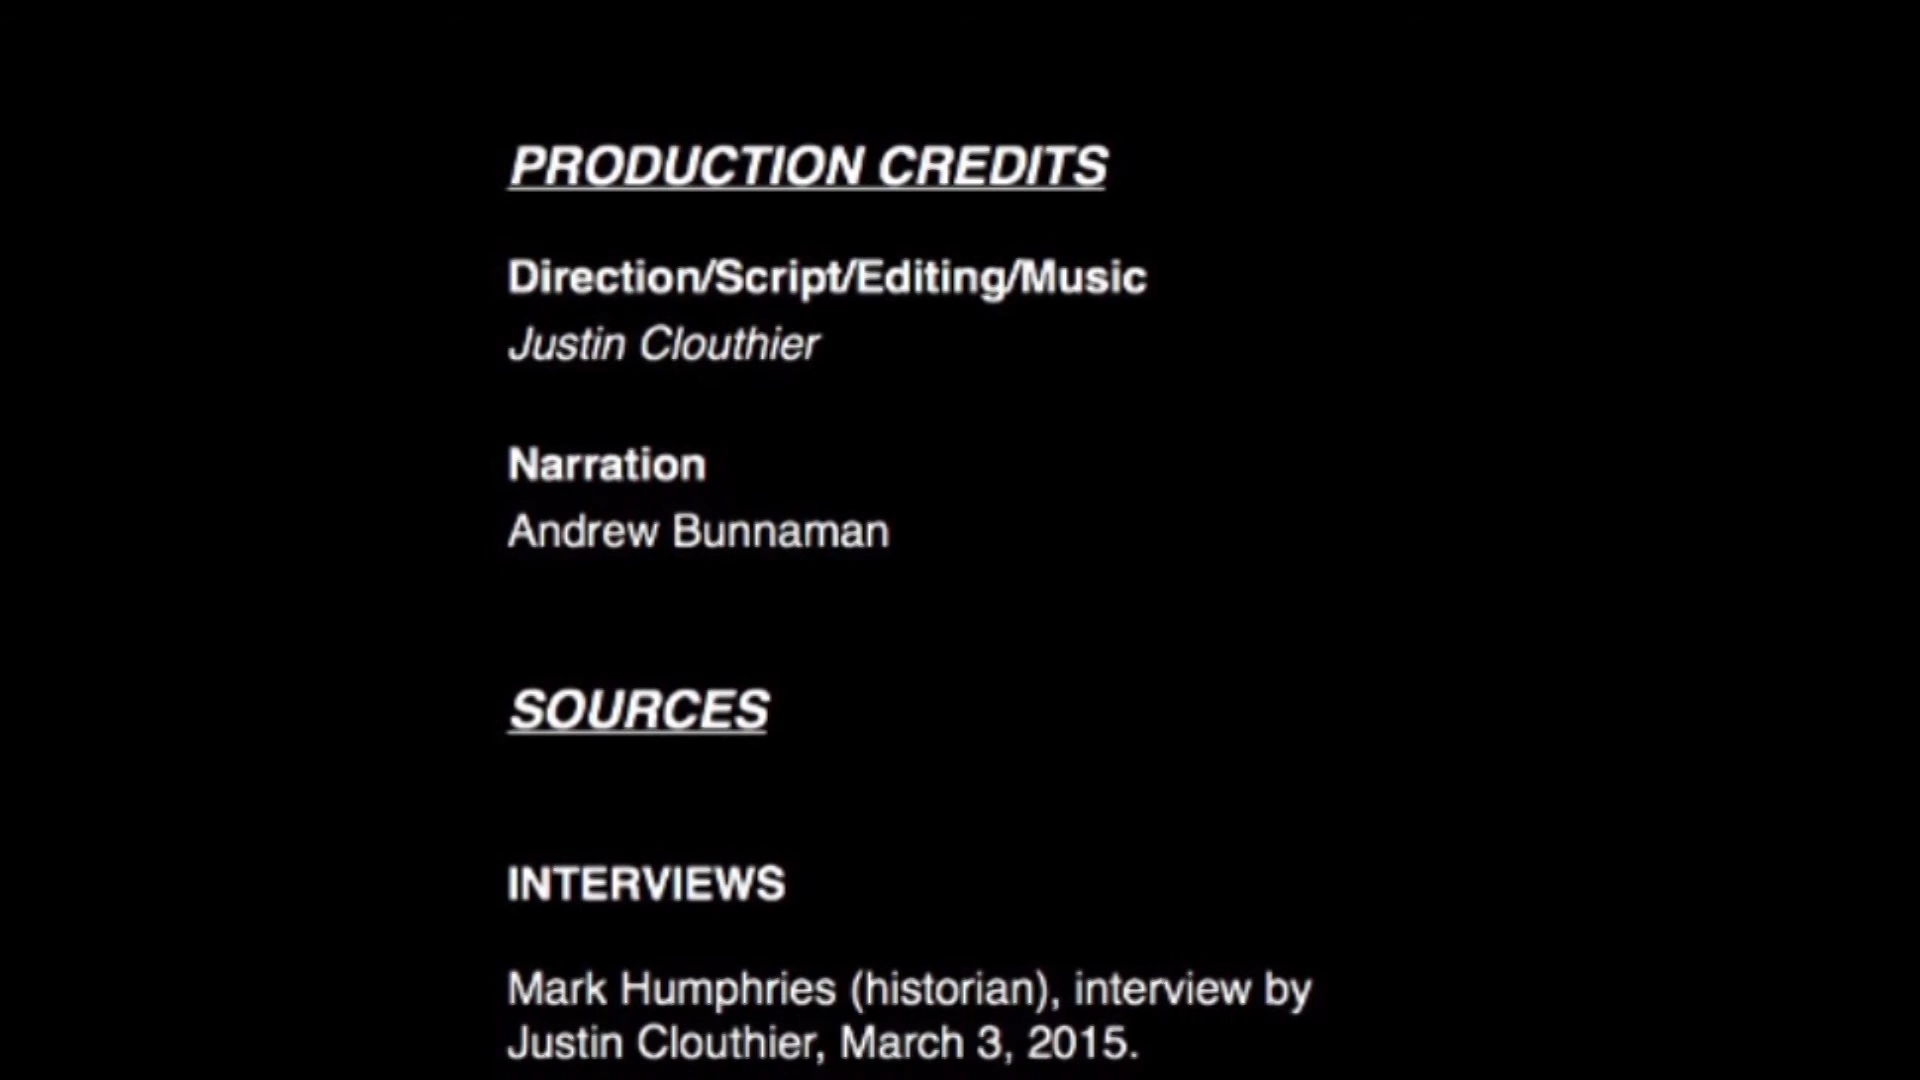 PRODUCTION CREDITS
Direction/Script/Editing/Music
Justin Clouthier
Narration
Andrew Bunnaman
SOURCES
INTERVIEWS
Mark Humphries (historian), interview by
Justin Clouthier, March 3, 2015.